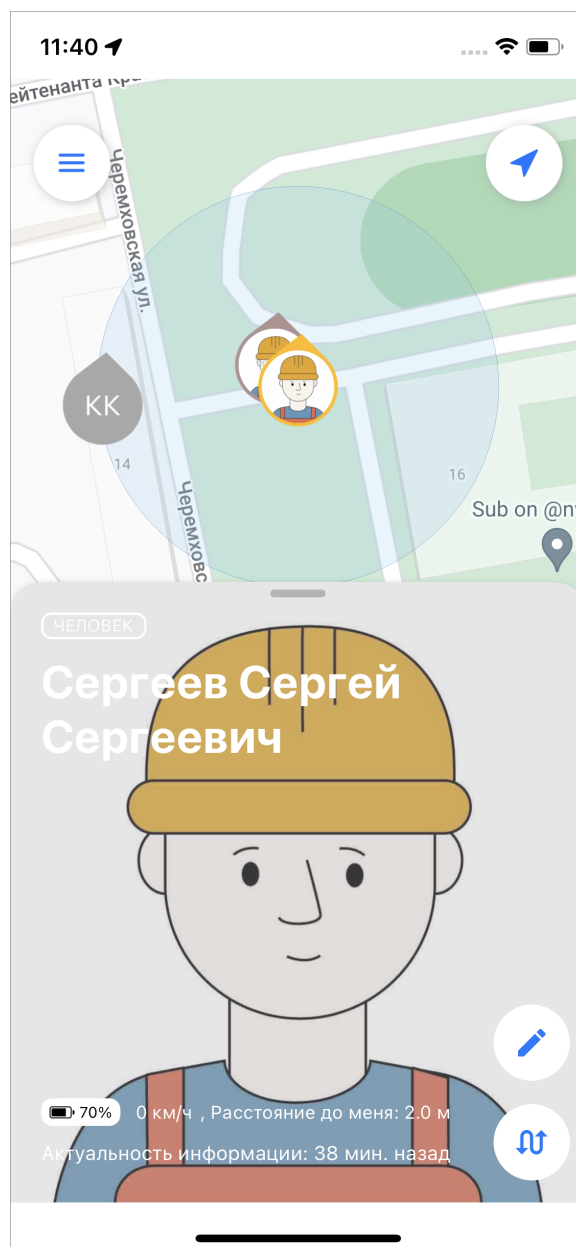 11:40
ейтенанта
Черемховская ул.
КК
14
16
Sub on @n
Черемховс
ЧЕЛОВЕК
Сергеев Сергей
Сергеевич
70% 0 км/ч , Расстояние до меня: 2.0 м
Актуальность информации: 38 мин. назад